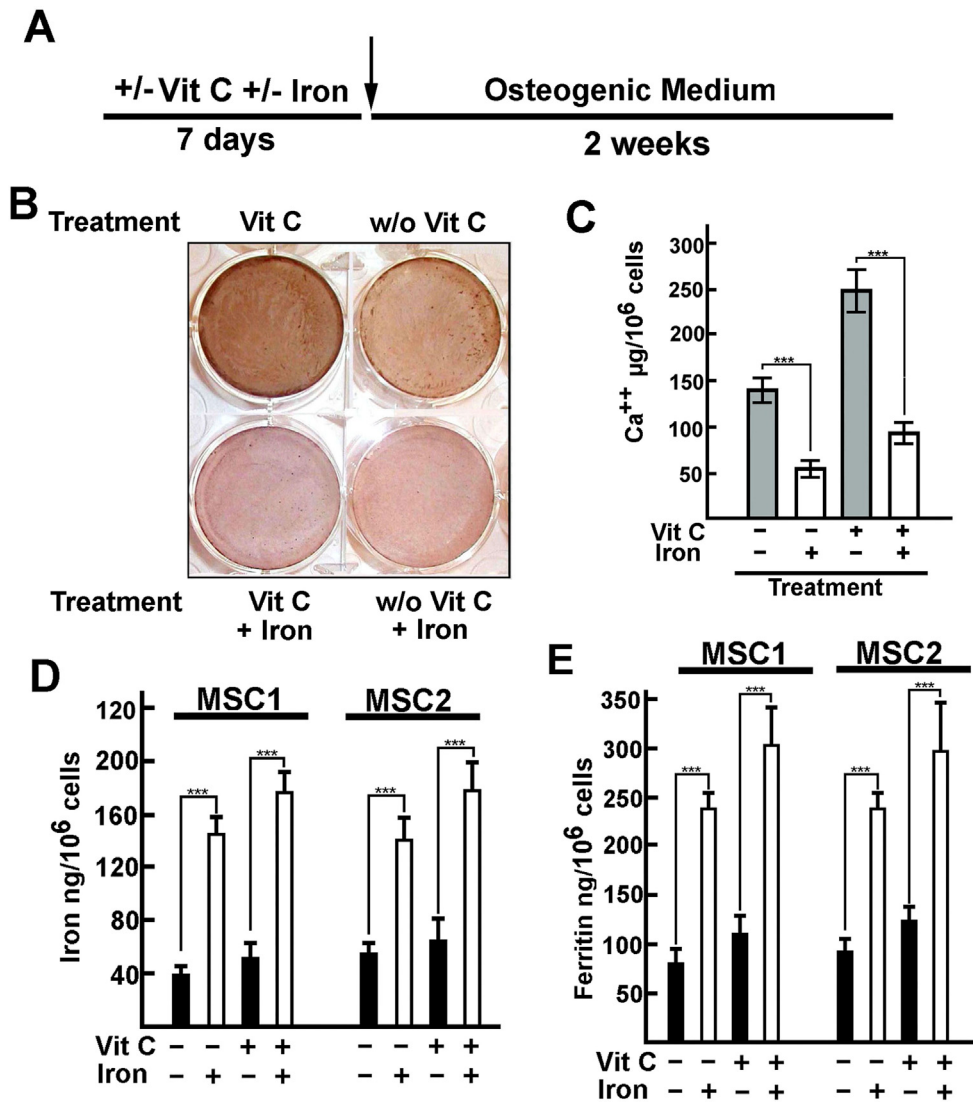 A
+/- Vit C +/- Iron
Osteogenic Medium
7 days
2 weeks
B
Treatment
Vit C
w/o Vit C
Treatment
Vit C
+ Iron
w/o Vit C
+ Iron
C
Ca++ µg/10⁶ cells
300
250
200
150
100
50
***
***
Vit C - - + +
Iron - + - +
Treatment
D
MSC1
MSC2
Iron ng/10⁶ cells
120
200
160
120
80
40
***
***
***
***
Vit C - - + + - - + +
Iron - + - + - + - +
E
MSC1
MSC2
Ferritin ng/10⁶ cells
350
300
250
200
150
100
50
***
***
***
***
Vit C - - + + - - + +
Iron - + - + - + - +